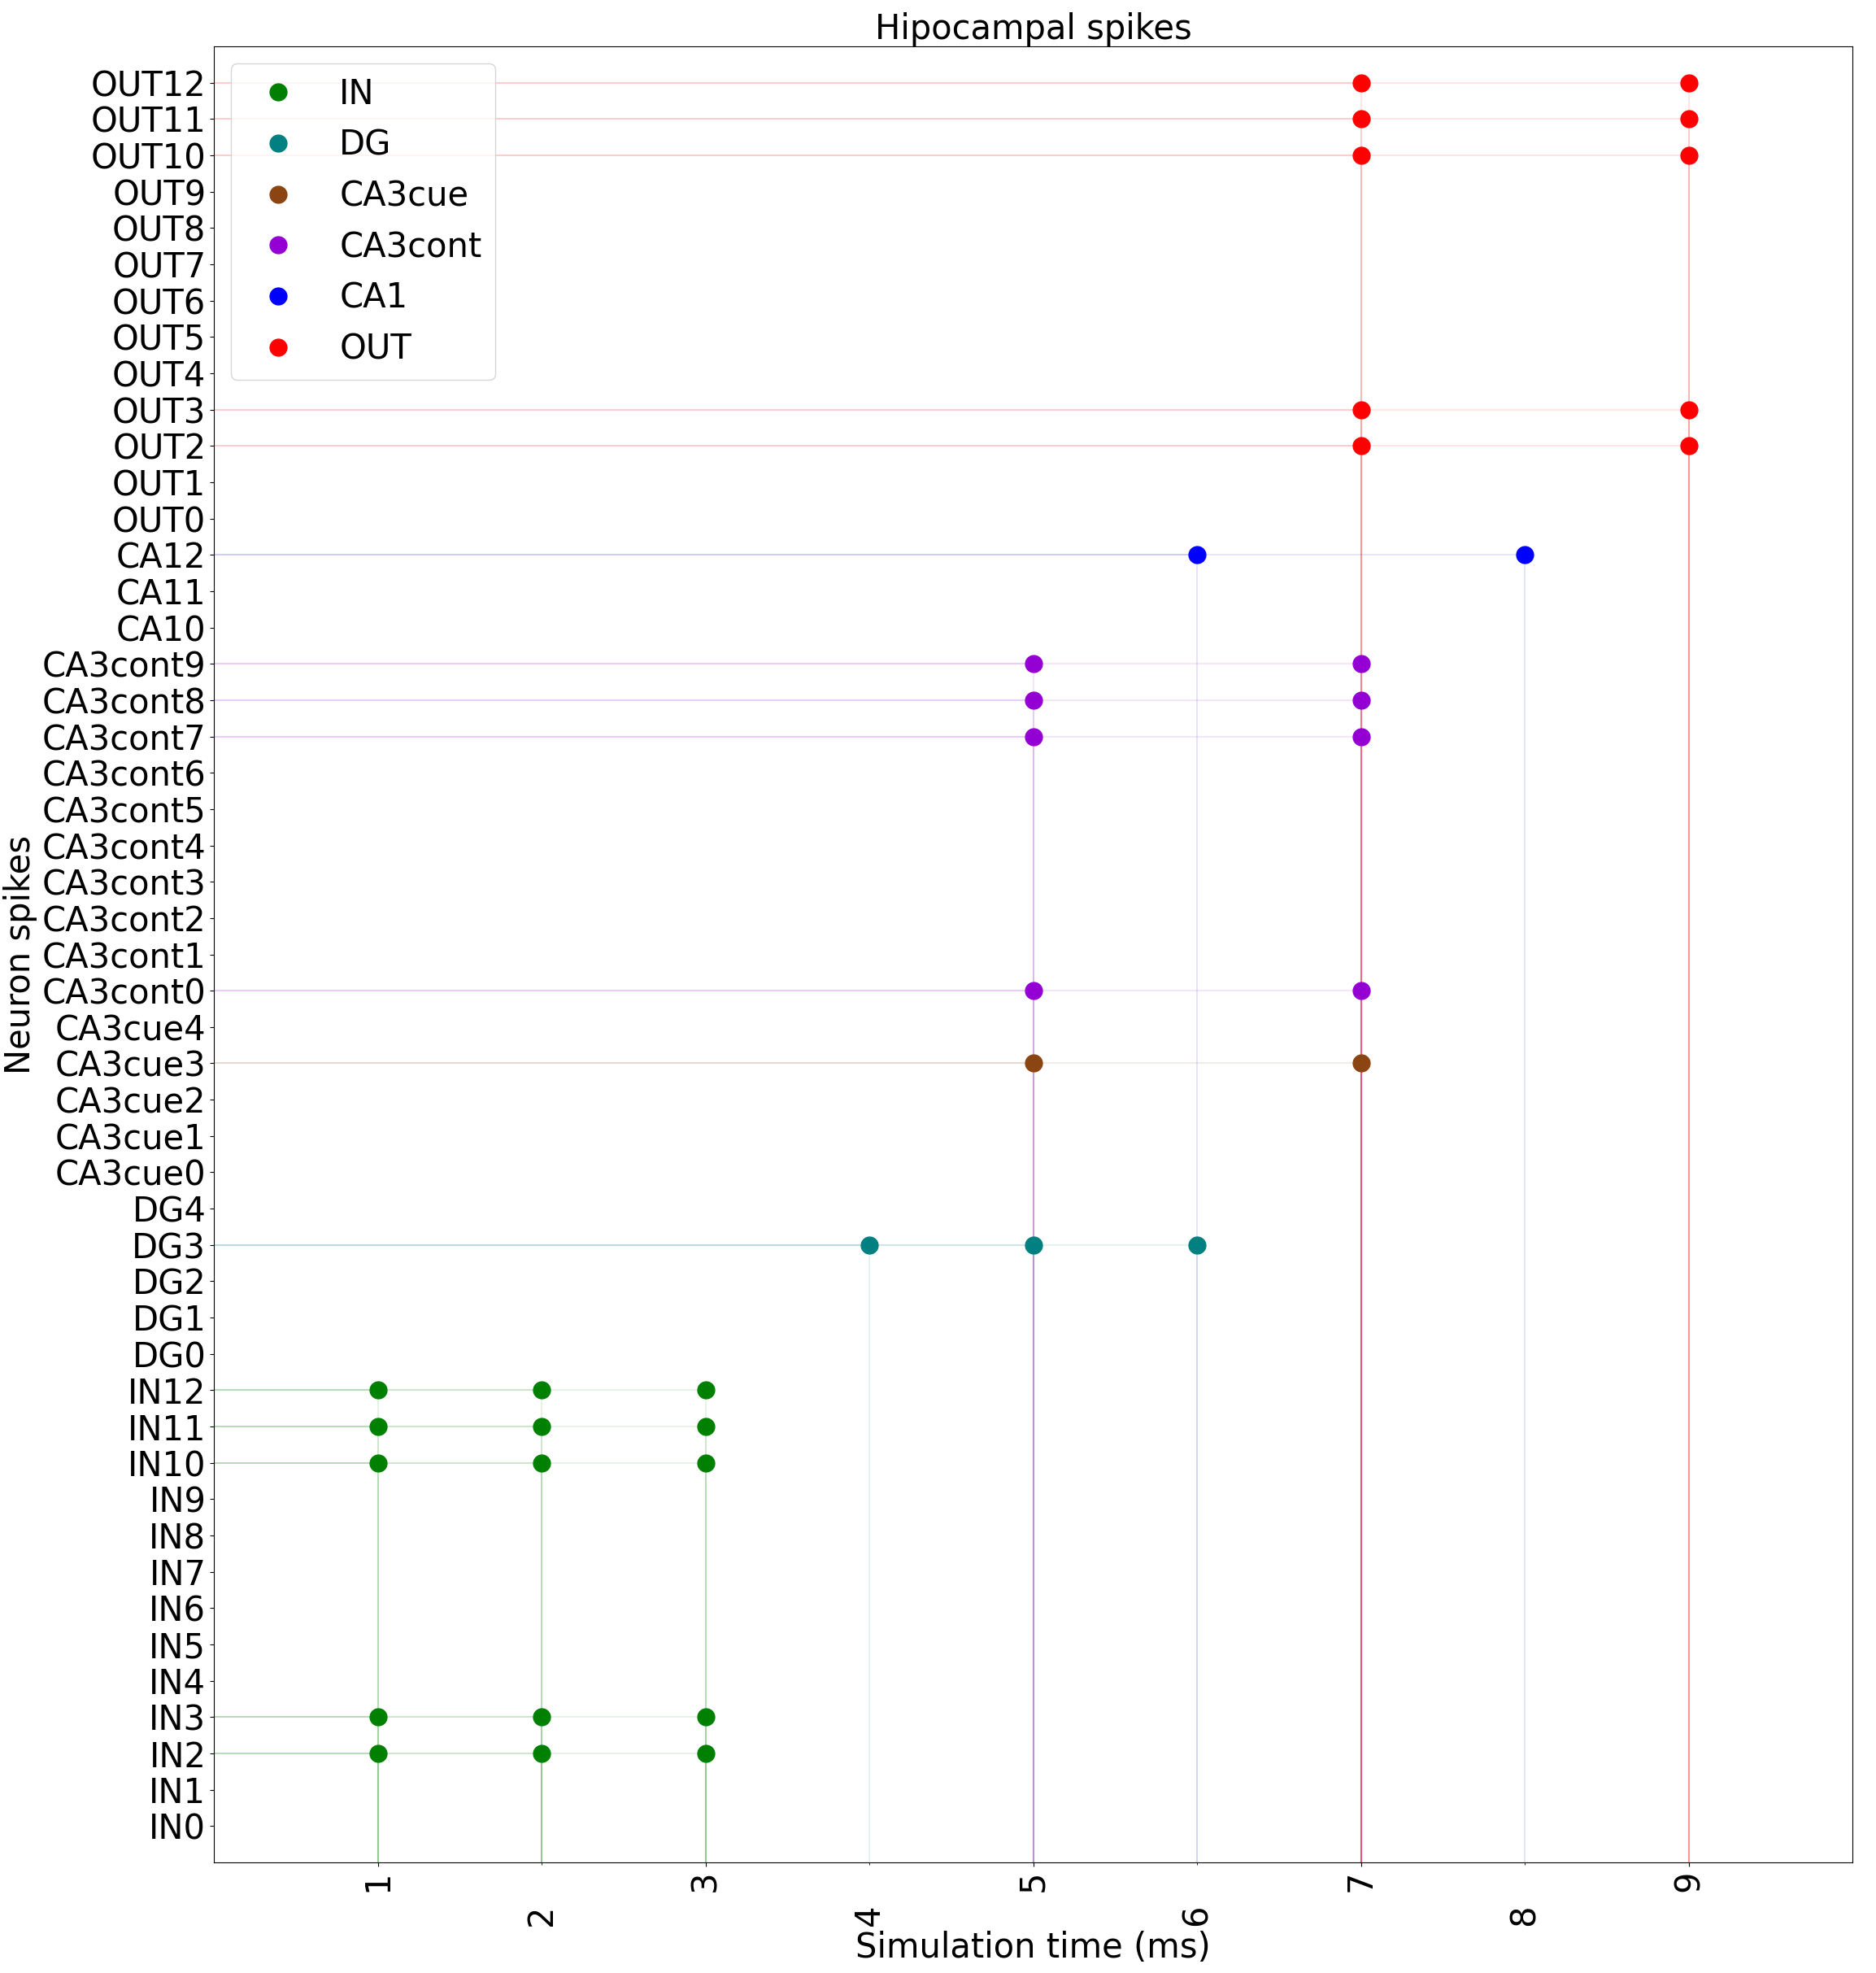 Hipocampal spikes
OUT12
OUT11
OUT10
OUT9
OUT8
OUT7
OUT6
OUT5
OUT4
OUT3
OUT2
OUT1
OUT0
CA12
CA11
CA10
CA3cont9
CA3cont8
CA3cont7
CA3cont6
CA3cont5
CA3cont4
CA3cont3
CA3cont2
CA3cont1
CA3cont0
CA3cue4
CA3cue3
CA3cue2
CA3cue1
CA3cue0
DG4
DG3
DG2
DG1
DG0
IN12
IN11
IN10
IN9
IN8
IN7
IN6
IN5
IN4
IN3
IN2
IN1
IN0
Neuron spikes
IN
DG
CA3cue
CA3cont
CA1
OUT
1
2
3
4
5
6
7
8
9
Simulation time (ms)